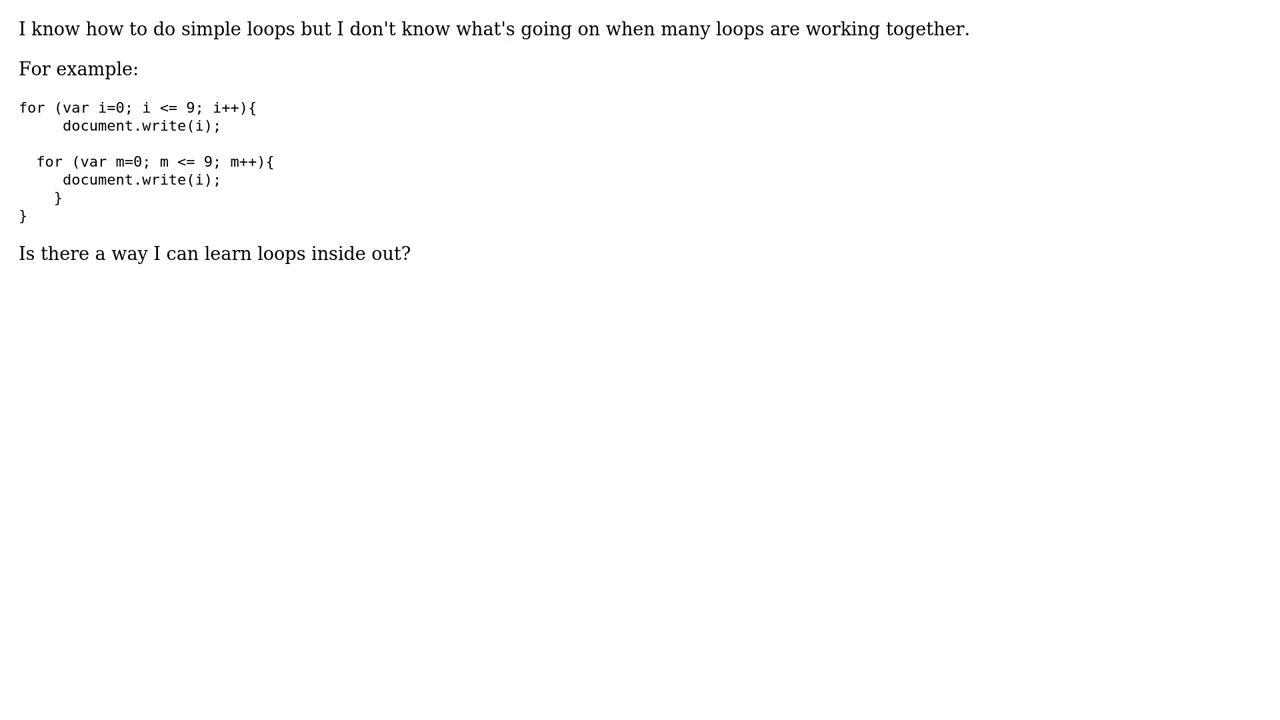 I know how to do simple loops but I don't know what's going on when many loops are working together.
For example:
for (var i=0; i <= 9; i++){
     document.write(i);
  for (var m=0; m <= 9; m++){
     document.write(i);
    }
}
Is there a way I can learn loops inside out?